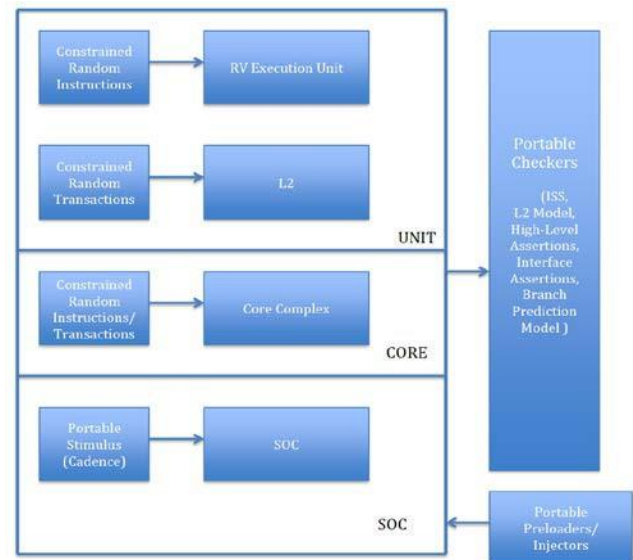 Constrained
Random
Instructions
RV Execution Unit
Constrained
Random
Transactions
L2
UNIT
Constrained
Random
Instructions/
Transactions
Core Complex
CORE
Portable
Stimulus
(Cadence)
SOC
SOC
Portable
Checkers
(ISS,
L2 Model,
High-Level
Assertions,
Interface
Assertions,
Branch
Prediction
Model )
Portable
Preloaders/
Injectors